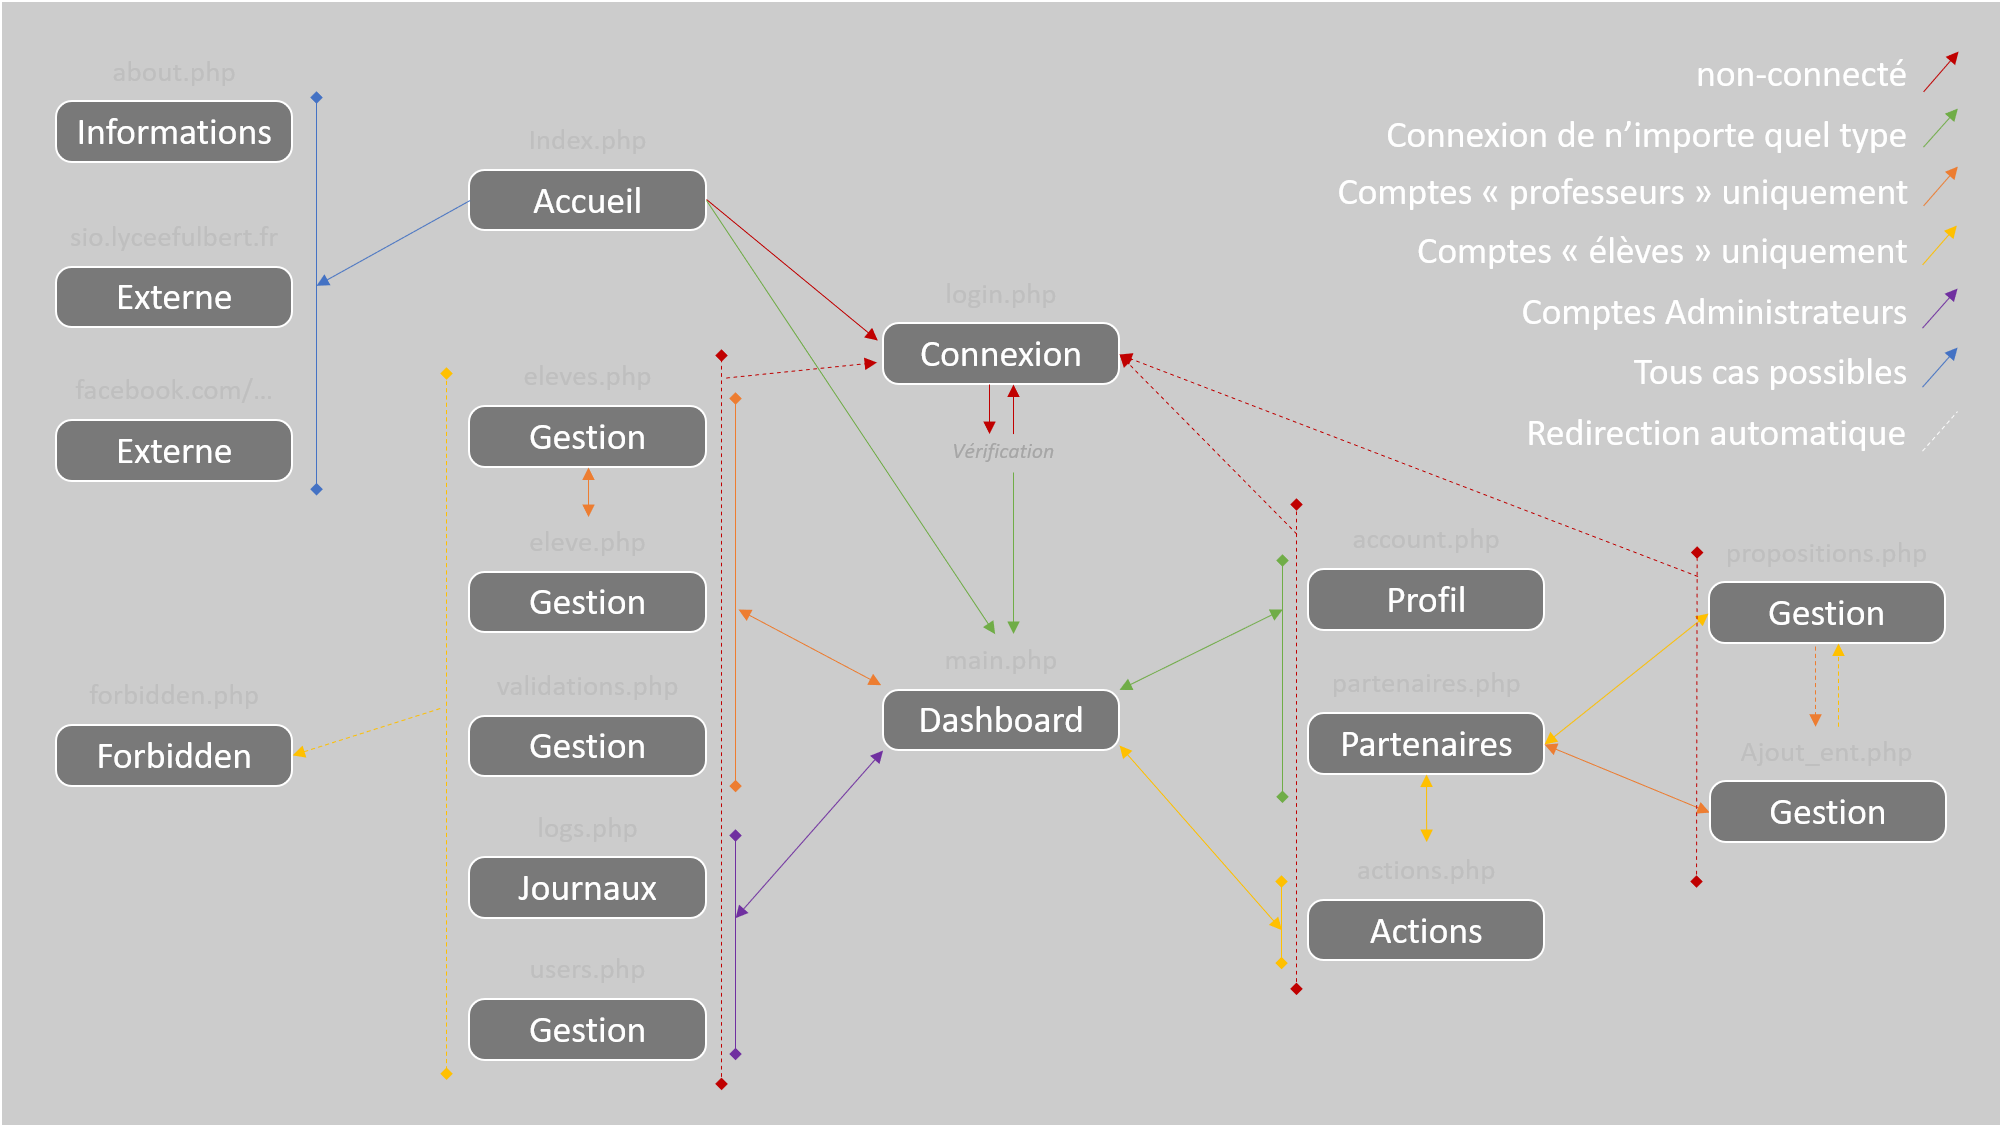 about.php
Informations
sio.lyceefulbert.fr
Externe
facebook.com/...
Externe
forbidden.php
Forbidden
Index.php
Accueil
eleves.php
Gestion
eleve.php
Gestion
validations.php
Gestion
logs.php
Journaux
users.php
Gestion
login.php
Connexion
Vérification
main.php
Dashboard
account.php
Profil
partenaires.php
Partenaires
actions.php
Actions
propositions.php
Gestion
Ajout_ent.php
Gestion
non-connecté
Connexion de n’importe quel type
Comptes « professeurs » uniquement
Comptes « élèves » uniquement
Comptes Administrateurs
Tous cas possibles
Redirection automatique